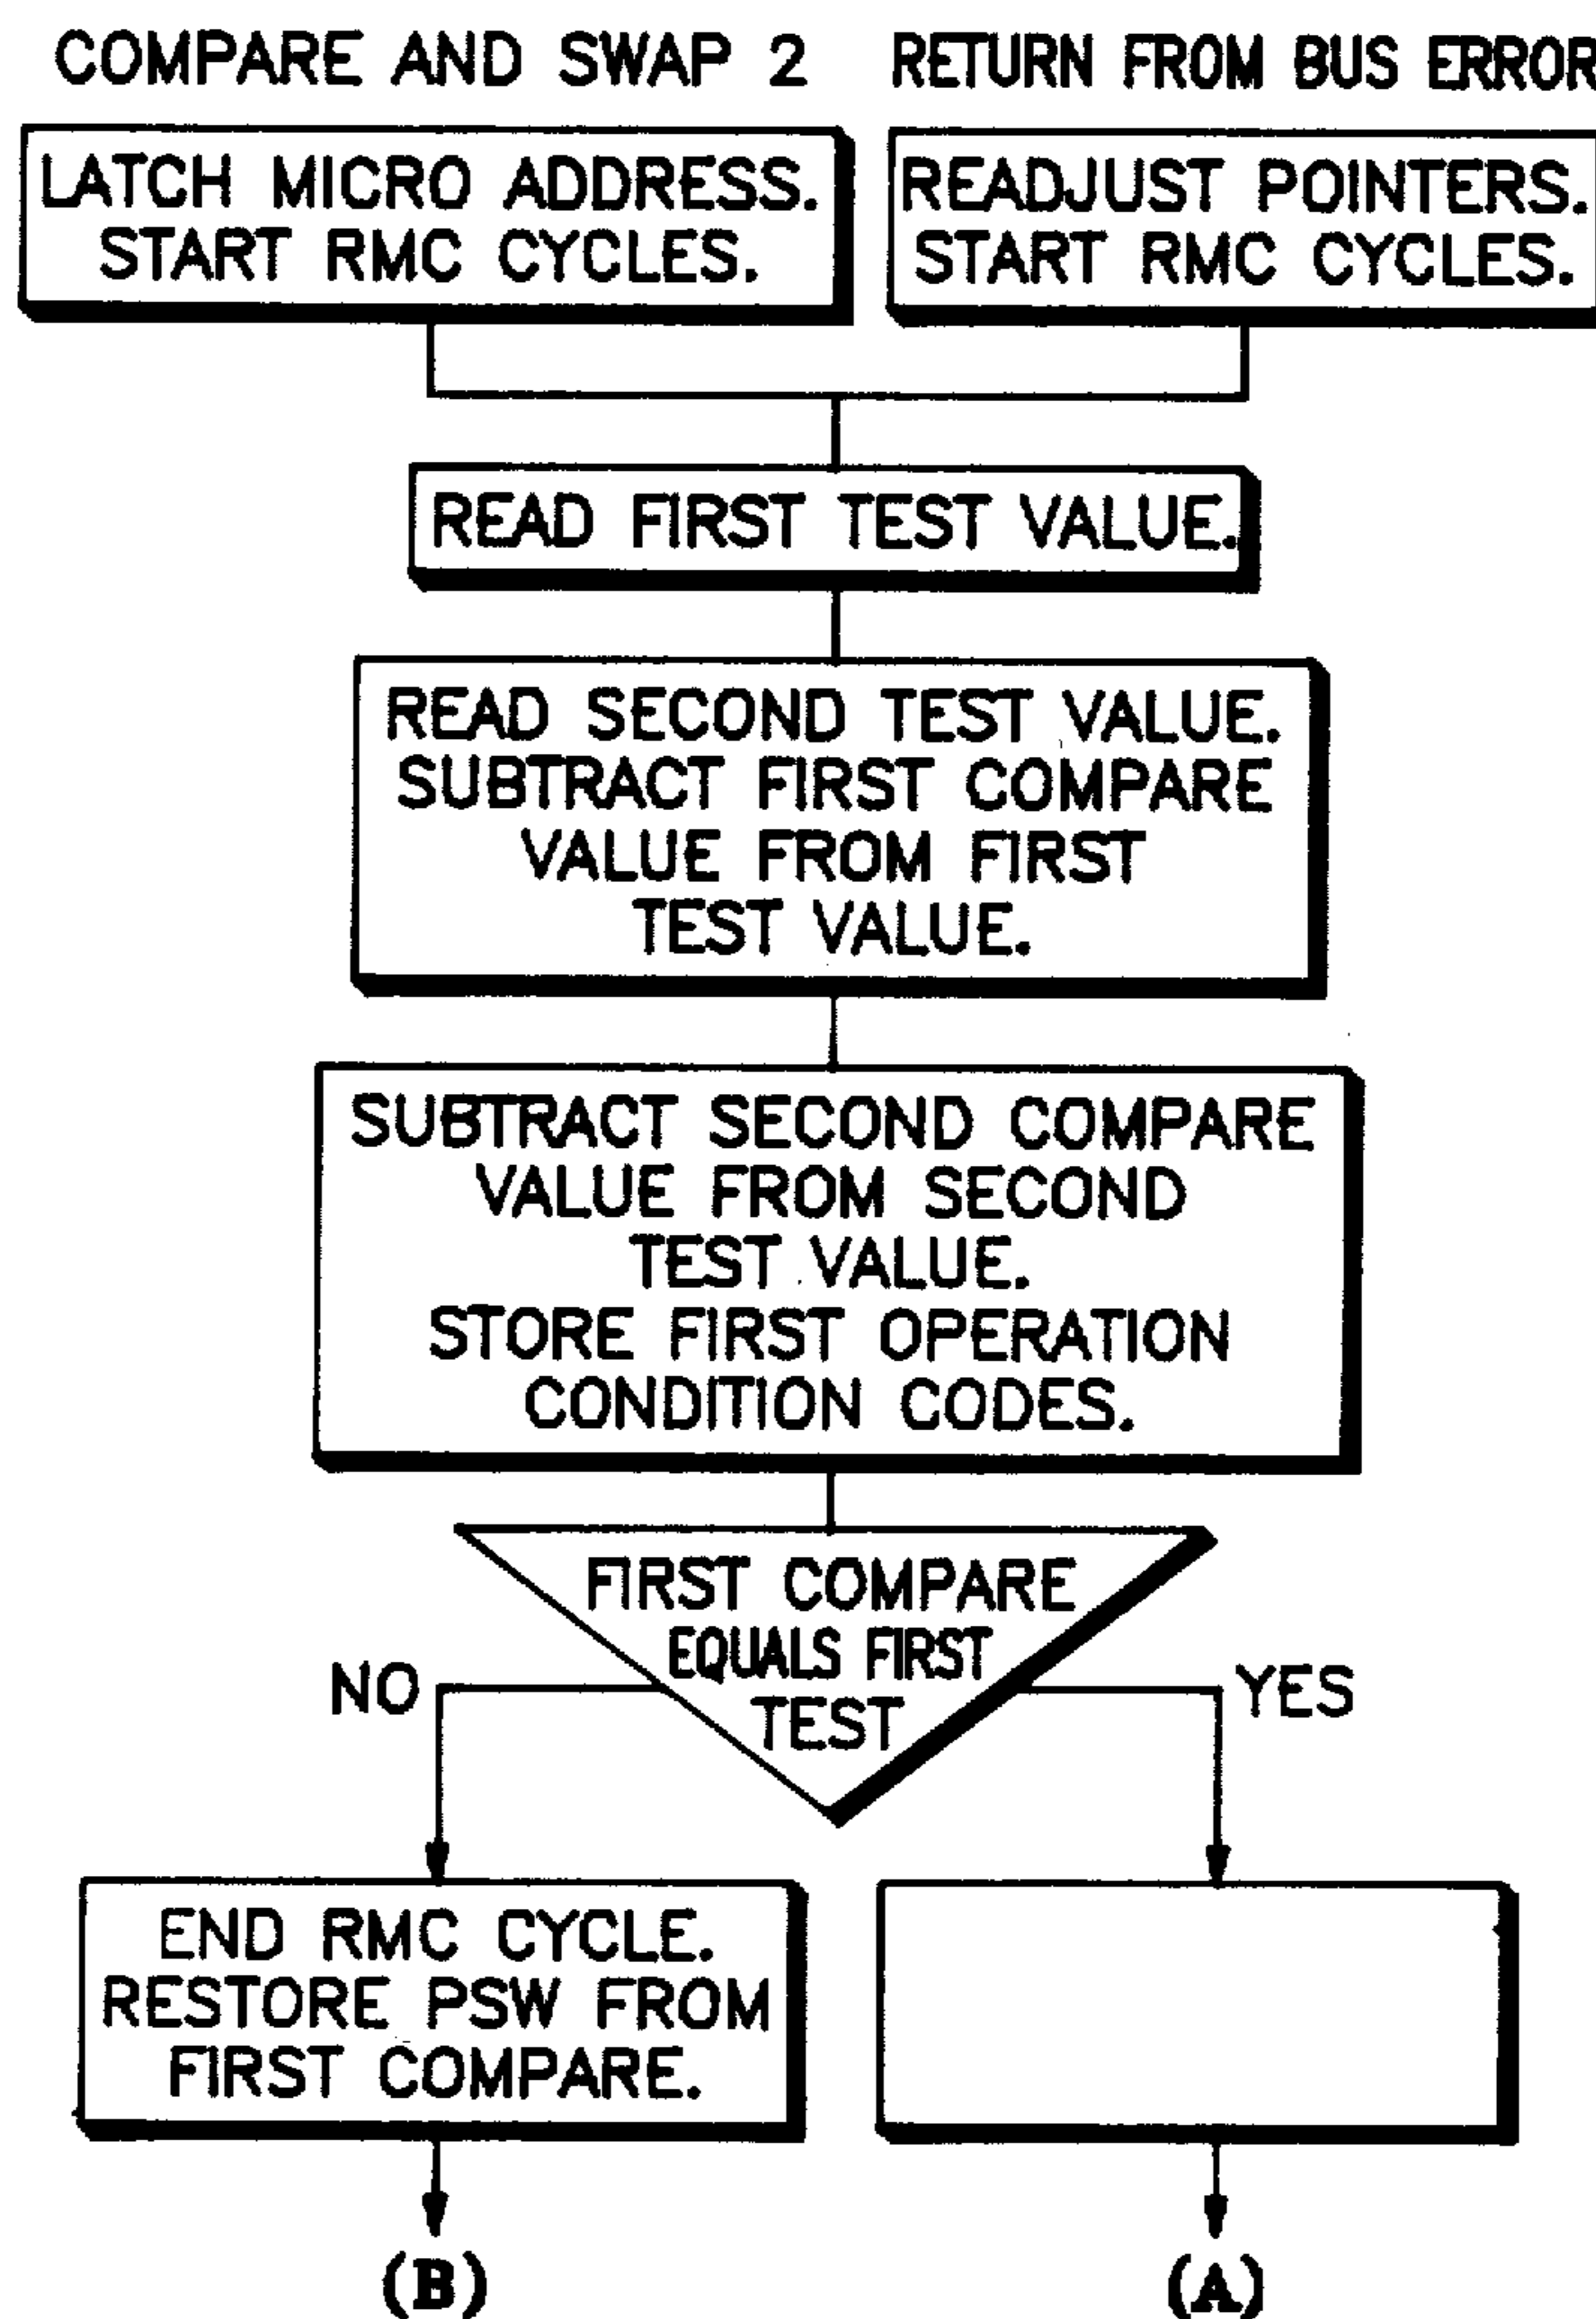 COMPARE AND SWAP 2
RETURN FROM BUS ERROR
LATCH MICRO ADDRESS.
START RMC CYCLES.
READJUST POINTERS.
START RMC CYCLES.
READ FIRST TEST VALUE.
READ SECOND TEST VALUE.
SUBTRACT FIRST COMPARE
VALUE FROM FIRST
TEST VALUE.
SUBTRACT SECOND COMPARE
VALUE FROM SECOND
TEST VALUE.
STORE FIRST OPERATION
CONDITION CODES.
FIRST COMPARE
EQUALS FIRST
TEST
NO
YES
END RMC CYCLE.
RESTORE PSW FROM
FIRST COMPARE.
(B)
(A)